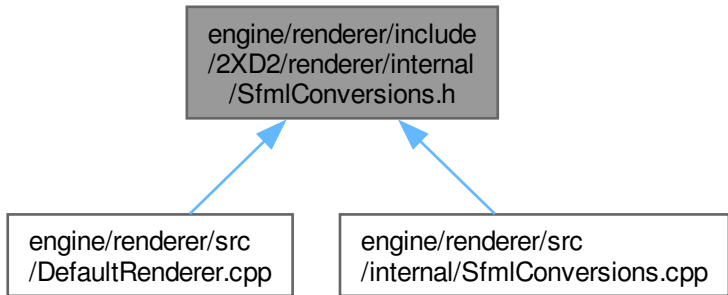 engine/renderer/include
/2XD2/renderer/internal
/SfmlConversions.h
engine/renderer/src
/DefaultRenderer.cpp
engine/renderer/src
/internal/SfmlConversions.cpp